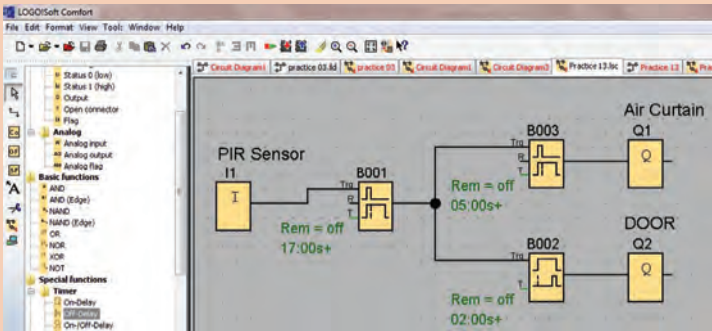 LOGO!Soft Comfort
File Edit Format View Tools Window Help
Circuit Diagram1 practice 03.ld practice 03 Circuit Diagram1 Circuit Diagram3 Practice 13.lsc Practice 13
Status 0 (low)
Status 1 (high)
Output
Open connector
Flag
Analog
Analog input
Analog output
Analog flag
Basic functions
AND
AND (Edge)
NAND
NAND (Edge)
OR
NOR
XOR
NOT
Special functions
Timer
On-Delay
Off-Delay
On-/Off-Delay
PIR Sensor
I1
I
B001
Trg
R
T
Rem = off
17:00s+
Air Curtain
B003
Q1
Trg
R
T
Q
Rem = off
05:00s+
DOOR
B002
Q2
Trg
T
Q
Rem = off
02:00s+